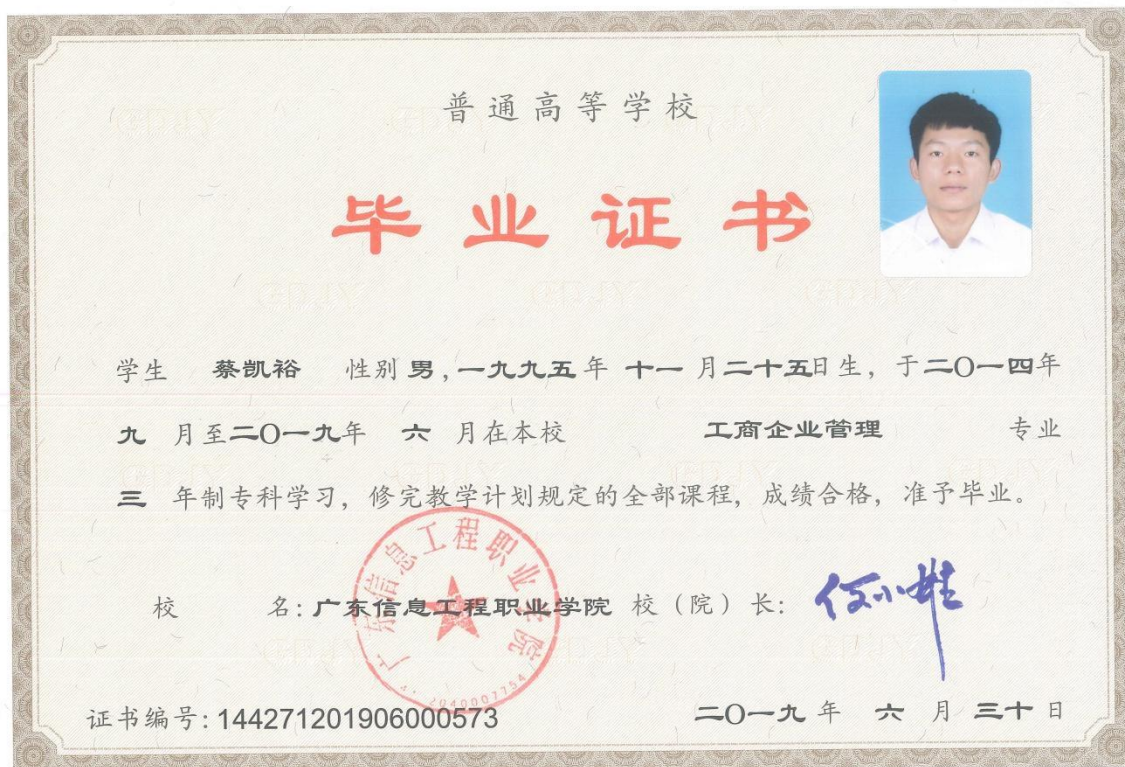 普通高等学校
毕业证书
学生 蔡凯裕 性别 男,一九九五年 十一 月二十五日生，于二O一四年
九 月至二O一九年 六 月在本校 工商企业管理 专业
三 年制专科学习，修完教学计划规定的全部课程，成绩合格，准予毕业。
广东信息工程职业学院
校 名: 广东信息工程职业学院 校（院）长:
证书编号: 144271201906000573 二O一九 年 六 月 三十 日